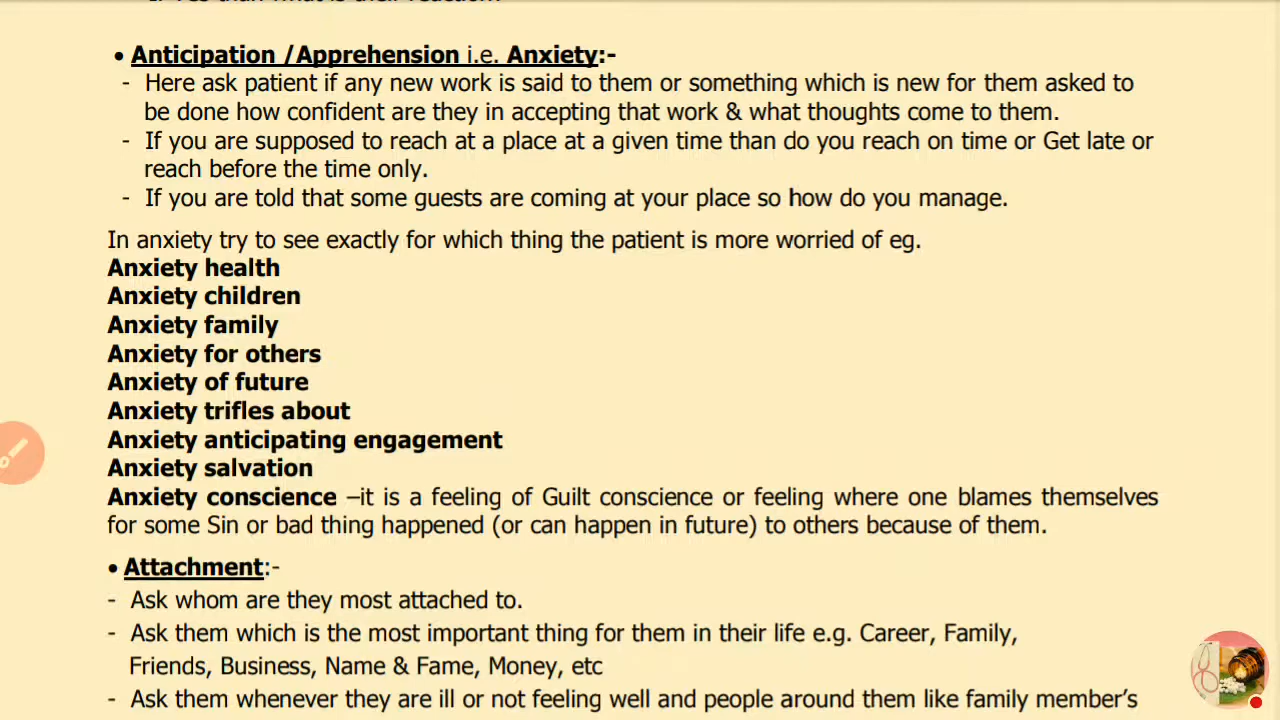 • Anticipation /Apprehension i.e. Anxiety:-
- Here ask patient if any new work is said to them or something which is new for them asked to
be done how confident are they in accepting that work & what thoughts come to them.
- If you are supposed to reach at a place at a given time than do you reach on time or Get late or
reach before the time only.
- If you are told that some guests are coming at your place so how do you manage.
In anxiety try to see exactly for which thing the patient is more worried of eg.
Anxiety health
Anxiety children
Anxiety family
Anxiety for others
Anxiety of future
Anxiety trifles about
Anxiety anticipating engagement
Anxiety salvation
Anxiety conscience –it is a feeling of Guilt conscience or feeling where one blames themselves
for some Sin or bad thing happened (or can happen in future) to others because of them.
• Attachment:-
- Ask whom are they most attached to.
- Ask them which is the most important thing for them in their life e.g. Career, Family,
Friends, Business, Name & Fame, Money, etc
- Ask them whenever they are ill or not feeling well and people around them like family member’s